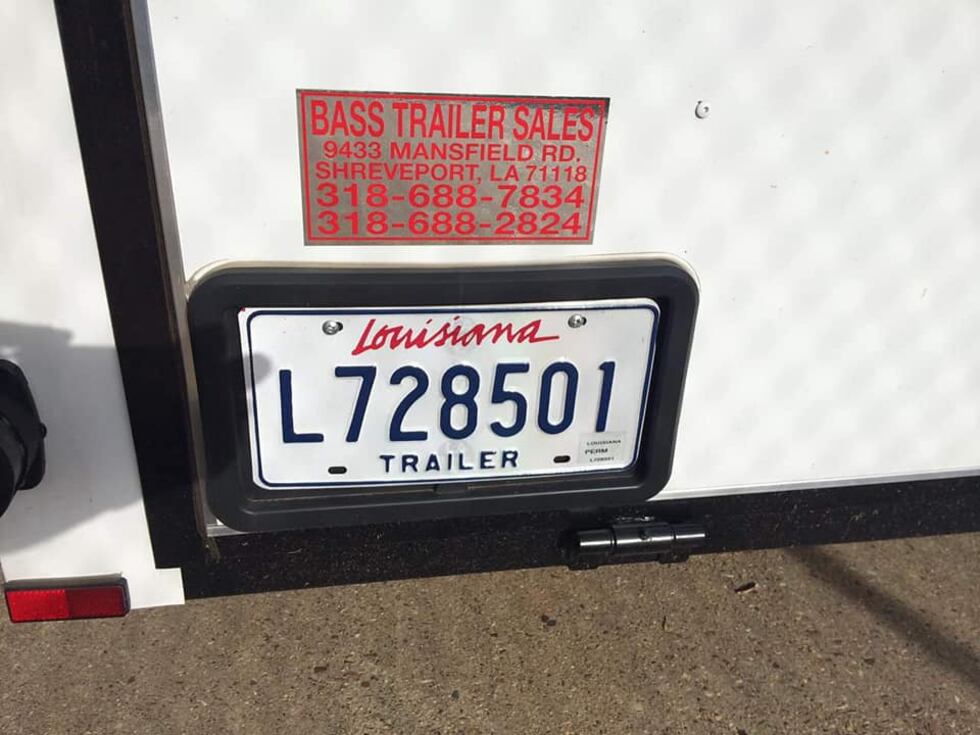 BASS TRAILER SALES
9433 MANSFIELD RD.
SHREVEPORT, LA 71118
318-688-7834
318-688-2824
Louisiana
L728501
LOUISIANA
PERM
L728501
TRAILER